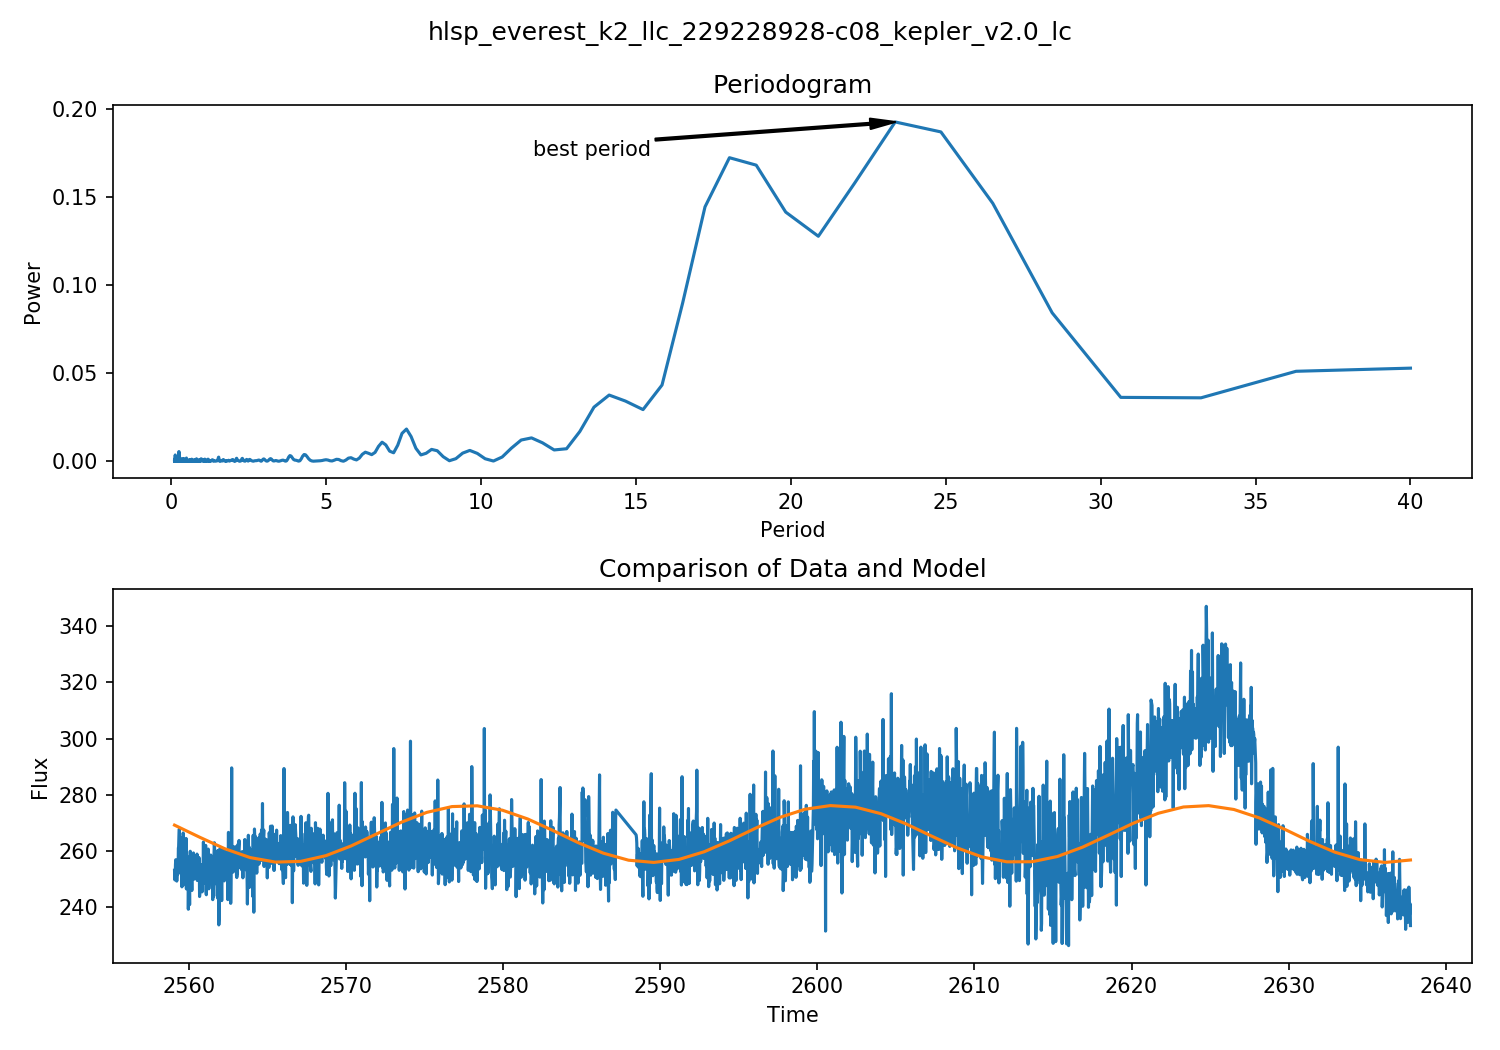 hlsp_everest_k2_llc_229228928-c08_kepler_v2.0_lc
Periodogram
0.20
0.15
0.10
0.05
0.00
Power
best period
0 5 10 15 20 25 30 35 40
Period
Comparison of Data and Model
340
320
300
280
260
240
Flux
2560 2570 2580 2590 2600 2610 2620 2630 2640
Time